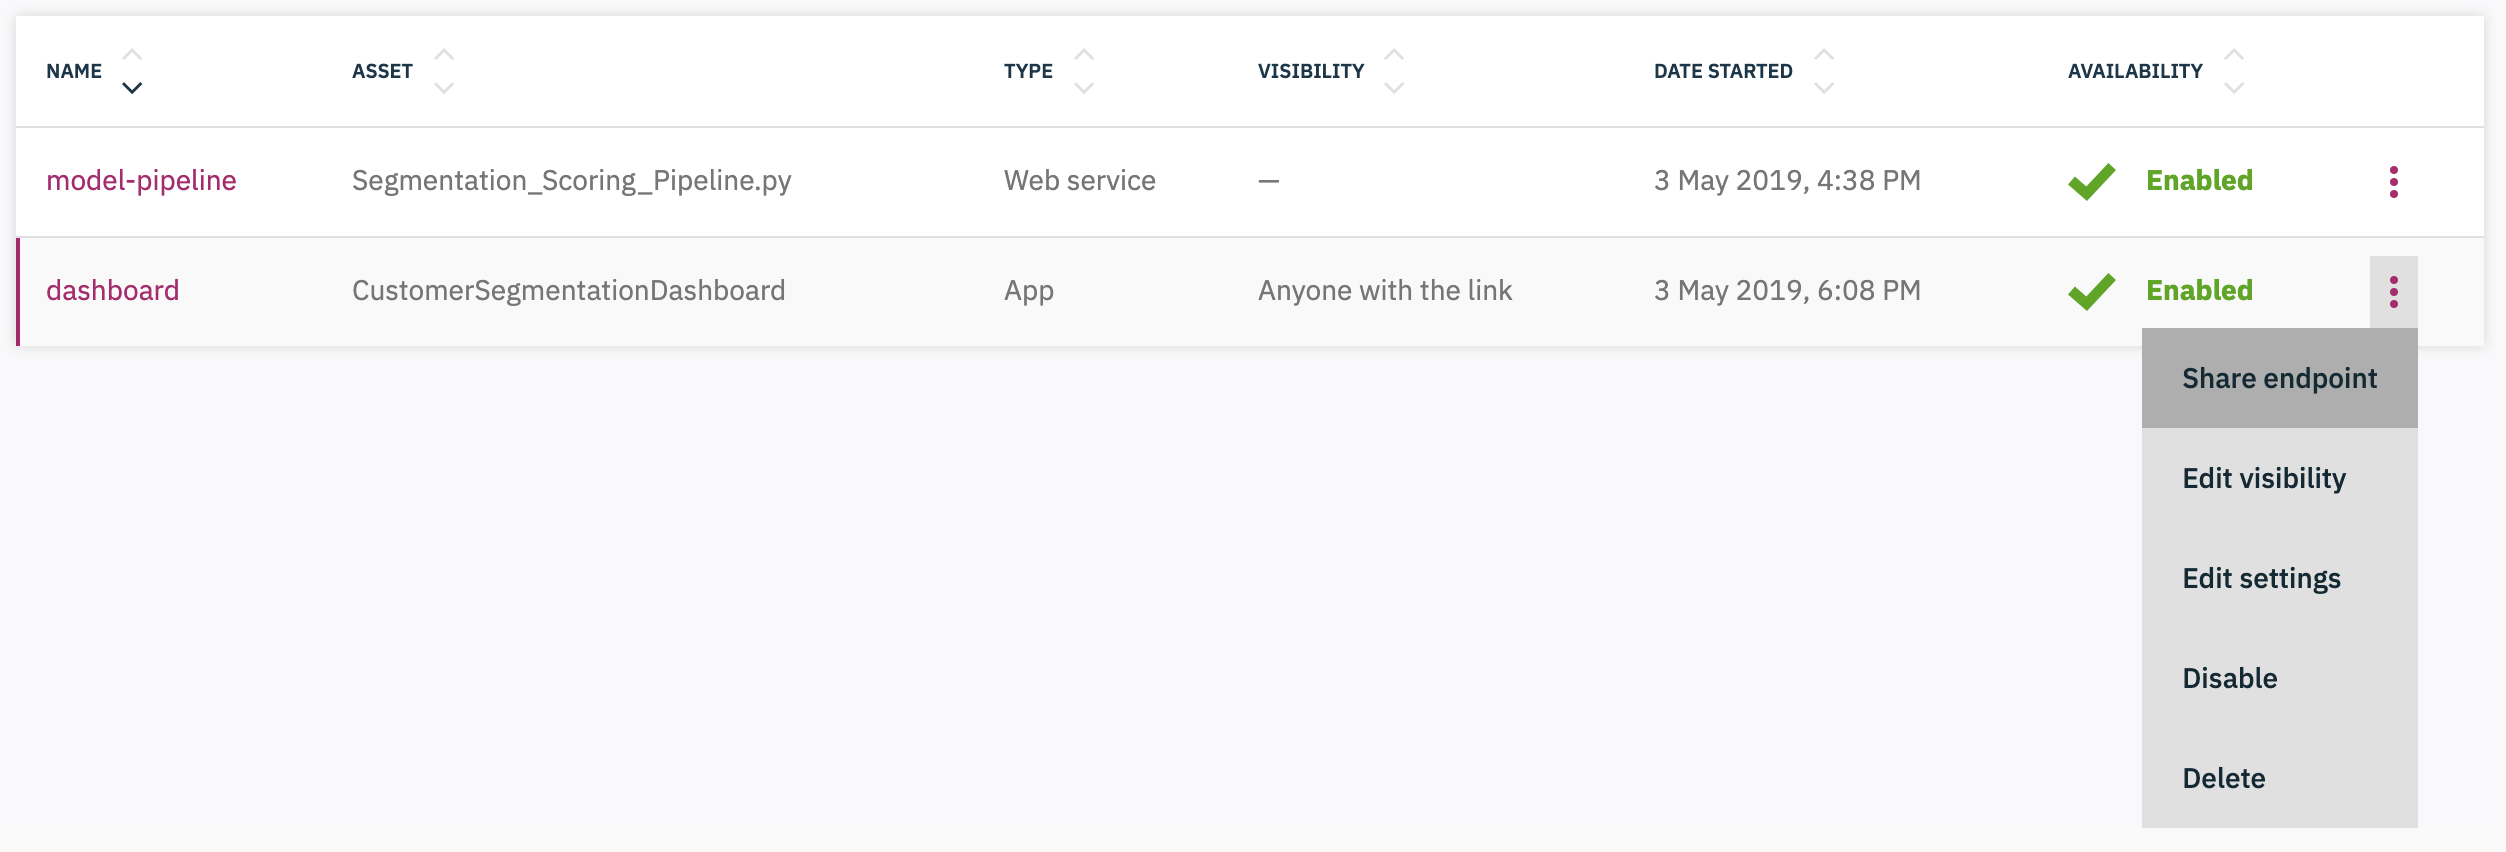 NAME ASSET TYPE VISIBILITY DATE STARTED AVAILABILITY
model-pipeline Segmentation_Scoring_Pipeline.py Web service — 3 May 2019, 4:38 PM Enabled
dashboard CustomerSegmentationDashboard App Anyone with the link 3 May 2019, 6:08 PM Enabled
Share endpoint
Edit visibility
Edit settings
Disable
Delete